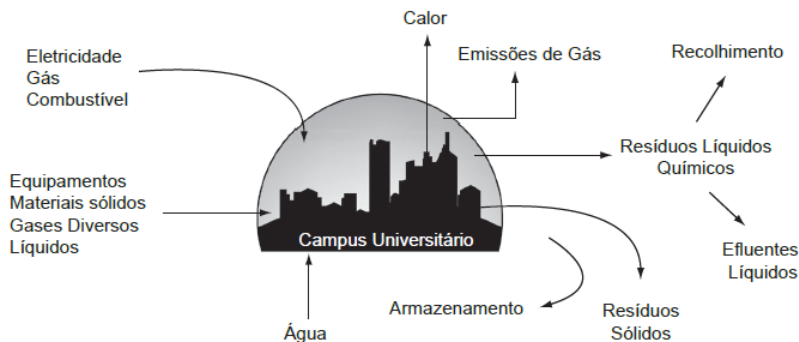 Calor
Emissões de Gás
Recolhimento
Eletricidade
Gás
Combustível
Resíduos Líquidos
Químicos
Equipamentos
Materiais sólidos
Gases Diversos
Líquidos
Campus Universitário
Efluentes
Líquidos
Armazenamento
Resíduos
Sólidos
Água